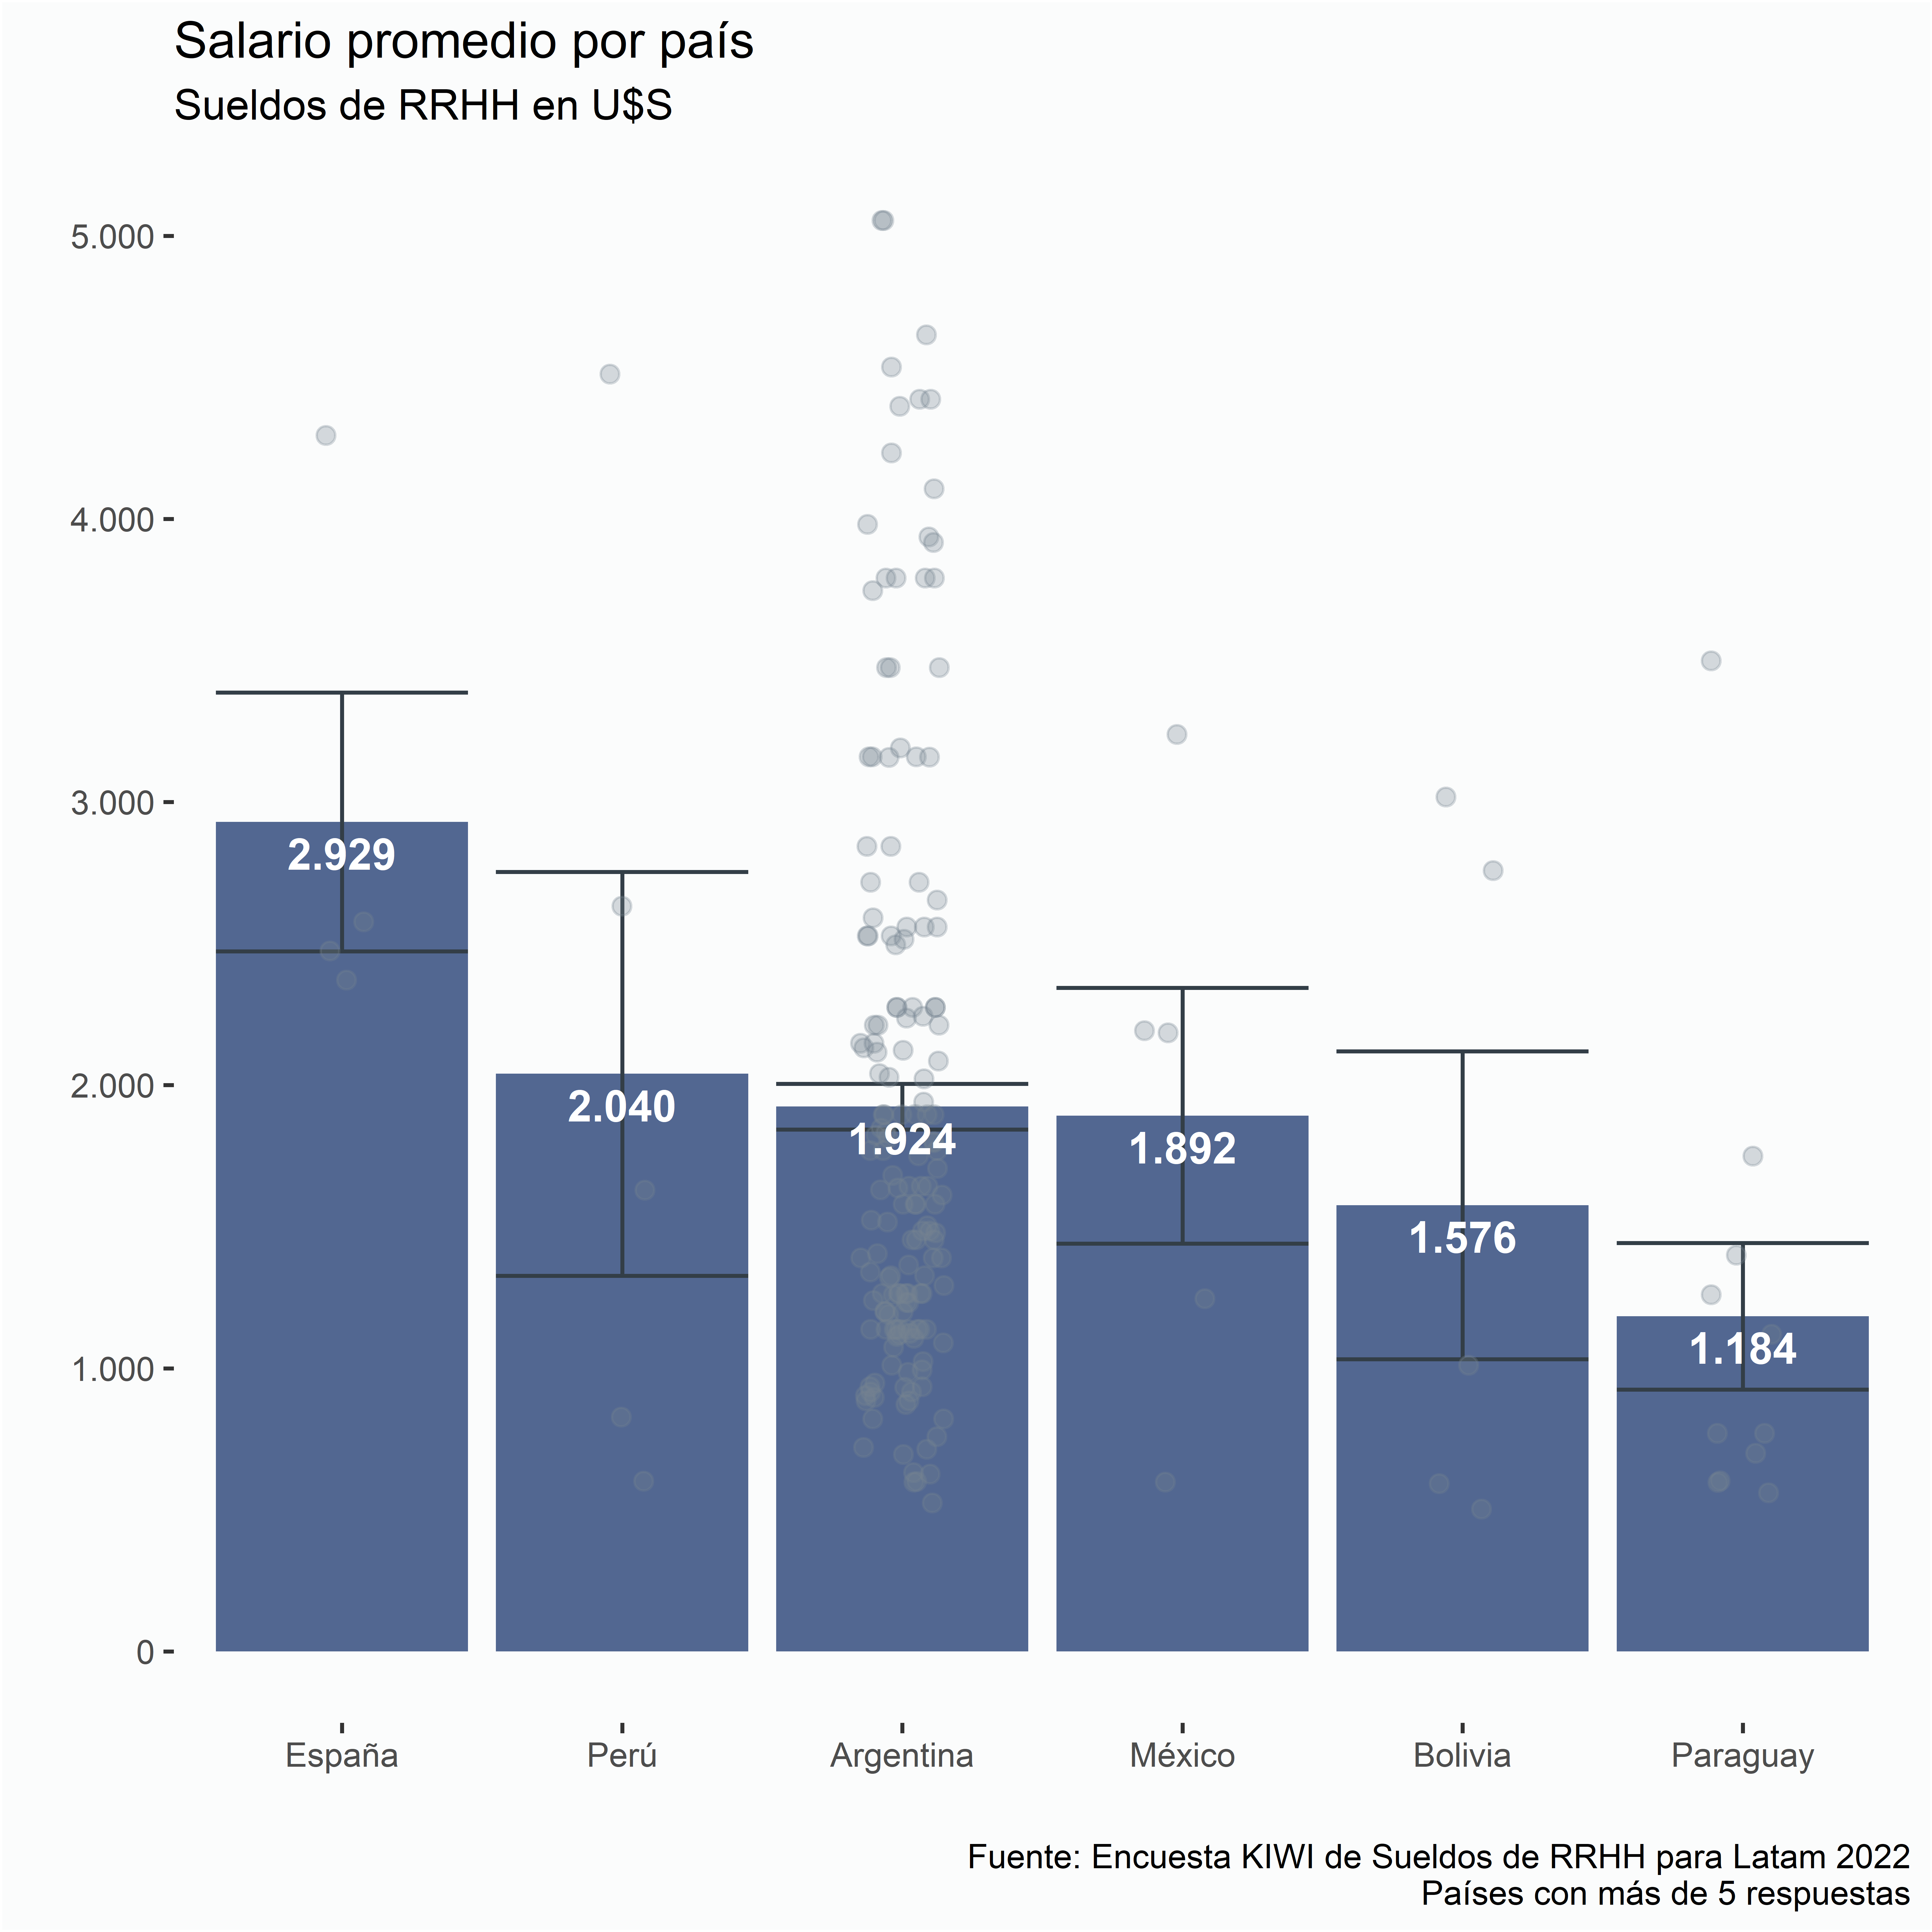 Salario promedio por país
Sueldos de RRHH en U$S
5.000
4.000
3.000
2.000
1.000
0
2.929
2.040
1.924
1.892
1.576
1.184
España
Perú
Argentina
México
Bolivia
Paraguay
Fuente: Encuesta KIWI de Sueldos de RRHH para Latam 2022
Países con más de 5 respuestas